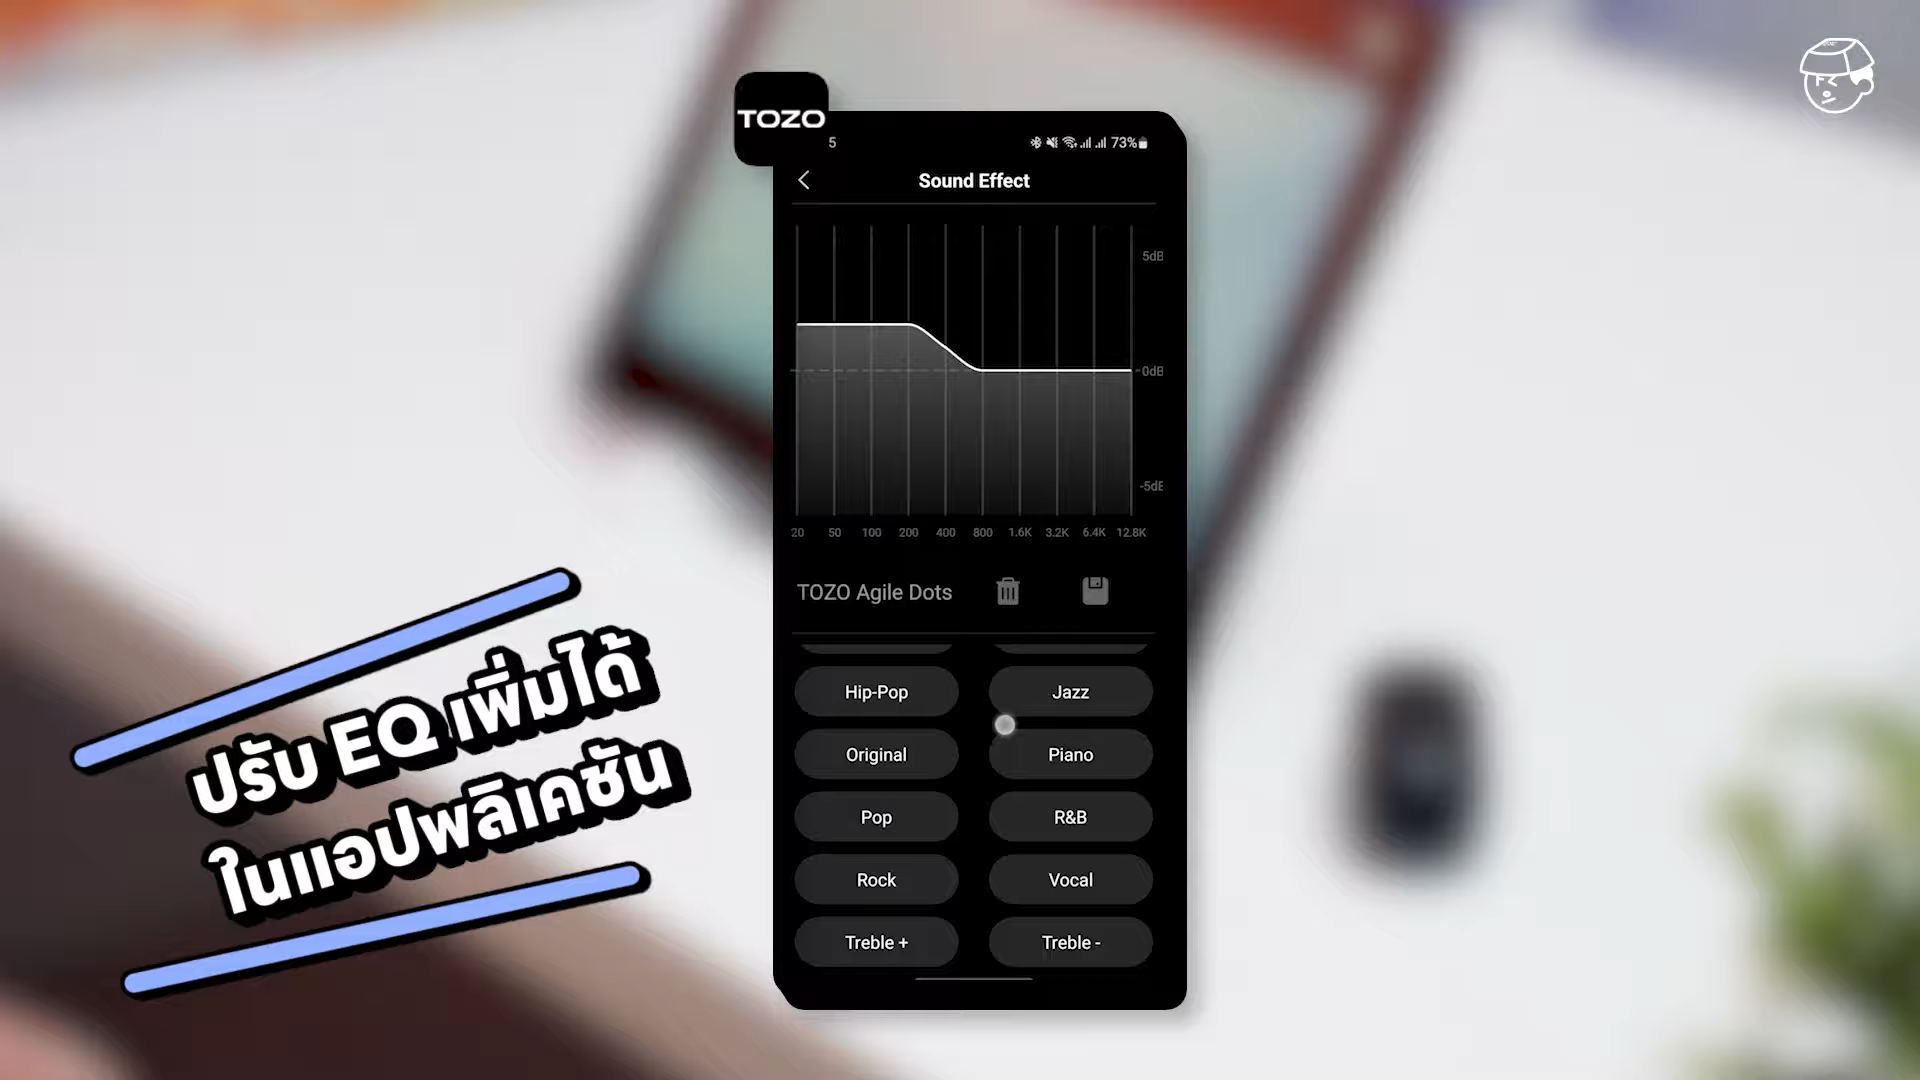 TOZO
5
73%
Sound Effect
5dB
0dB
-5dB
20 50 100 200 400 800 1.6K 3.2K 6.4K 12.8K
TOZO Agile Dots
Hip-Pop Jazz
Original Piano
Pop R&B
Rock Vocal
Treble + Treble -
ปรับ EQ เพิ่มได้
ในแอปพลิเคชัน